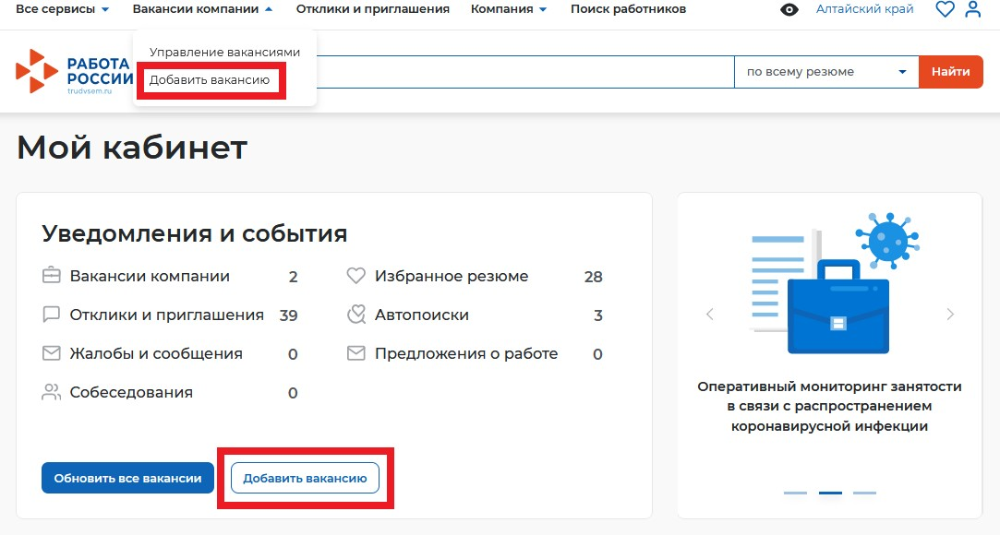 Все сервисы Вакансии компании Отклики и приглашения Компания Поиск работников Алтайский край
Управление вакансиями
Добавить вакансию
РАБОТА
РОССИИ
trudvsem.ru
по всему резюме
Найти
Мой кабинет
Уведомления и события
Вакансии компании 2 Избранное резюме 28
Отклики и приглашения 39 Автопоиски 3
Жалобы и сообщения 0 Предложения о работе 0
Собеседования 0
Обновить все вакансии Добавить вакансию
Оперативный мониторинг занятости
в связи с распространением
коронавирусной инфекции